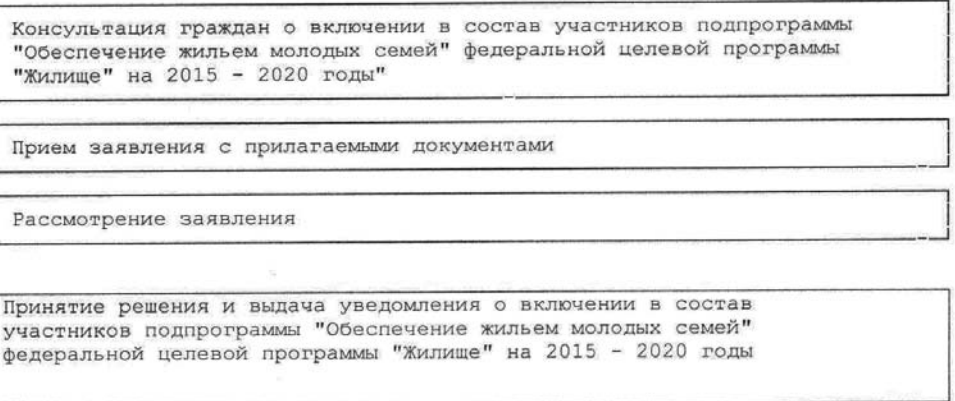 Консультация граждан о включении в состав участников подпрограммы
"Обеспечение жильем молодых семей" федеральной целевой программы
"Жилище" на 2015 - 2020 годы"
Прием заявления с прилагаемыми документами
Рассмотрение заявления
Принятие решения и выдача уведомления о включении в состав
участников подпрограммы "Обеспечение жильем молодых семей"
федеральной целевой программы "Жилище" на 2015 - 2020 годы